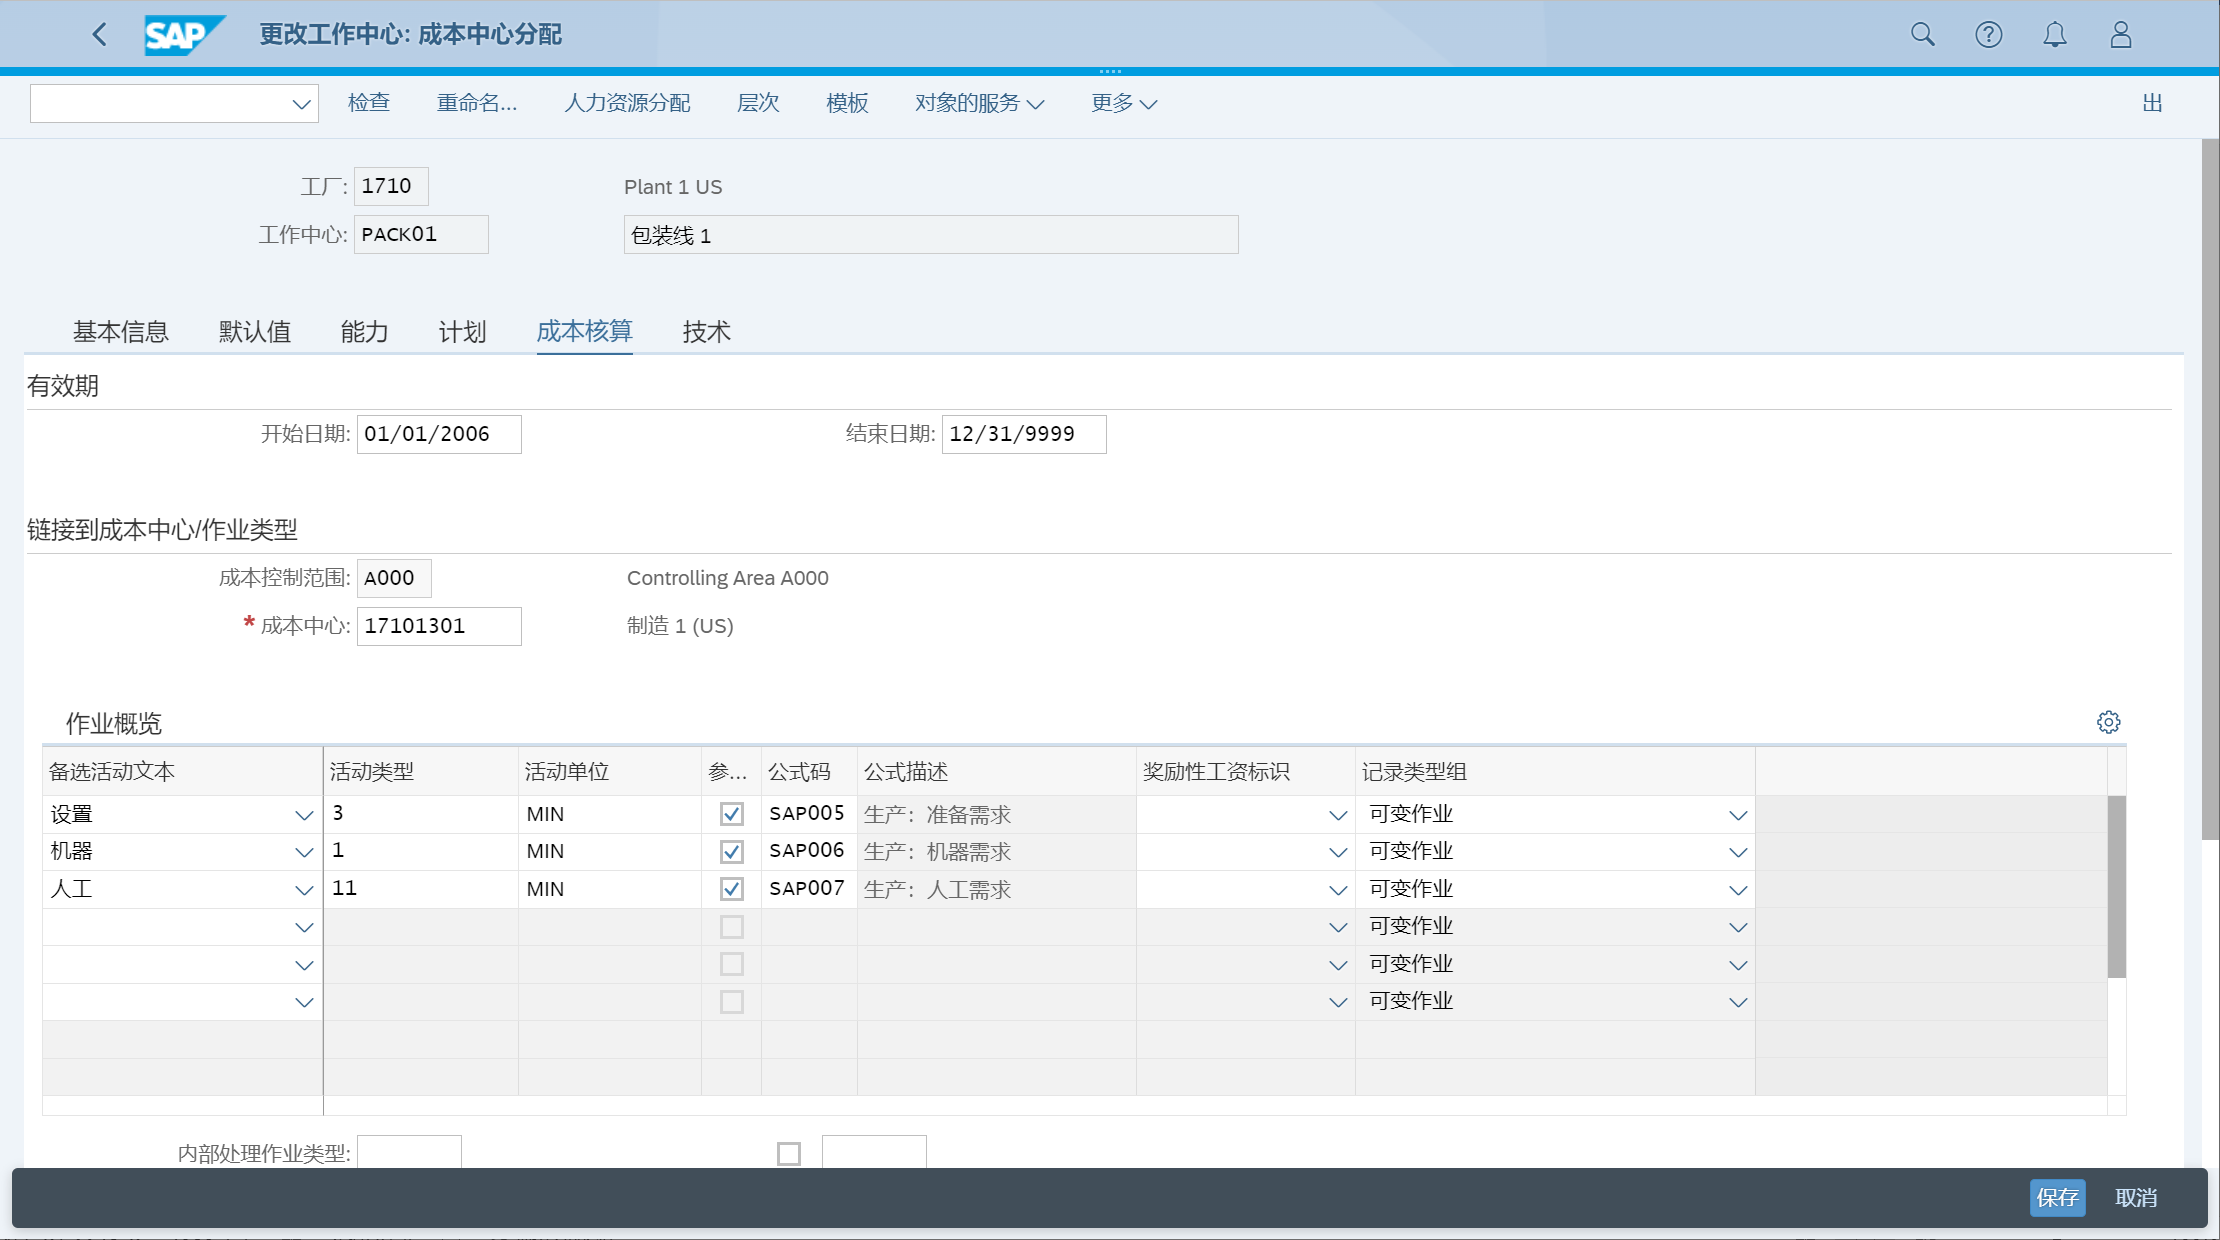 SAP 更改工作中心: 成本中心分配
检查 重命名... 人力资源分配 层次 模板 对象的服务 更多 出
工厂: 1710 Plant 1 US
工作中心: PACK01 包装线 1
基本信息 默认值 能力 计划 成本核算 技术
有效期
开始日期: 01/01/2006 结束日期: 12/31/9999
链接到成本中心/作业类型
成本控制范围: A000 Controlling Area A000
* 成本中心: 17101301 制造 1 (US)
作业概览
备选活动文本 活动类型 活动单位 参... 公式码 公式描述 奖励性工资标识 记录类型组
设置 3 MIN SAP005 生产：准备需求 可变作业
机器 1 MIN SAP006 生产：机器需求 可变作业
人工 11 MIN SAP007 生产：人工需求 可变作业
可变作业
可变作业
可变作业
内部处理作业类型:
保存 取消